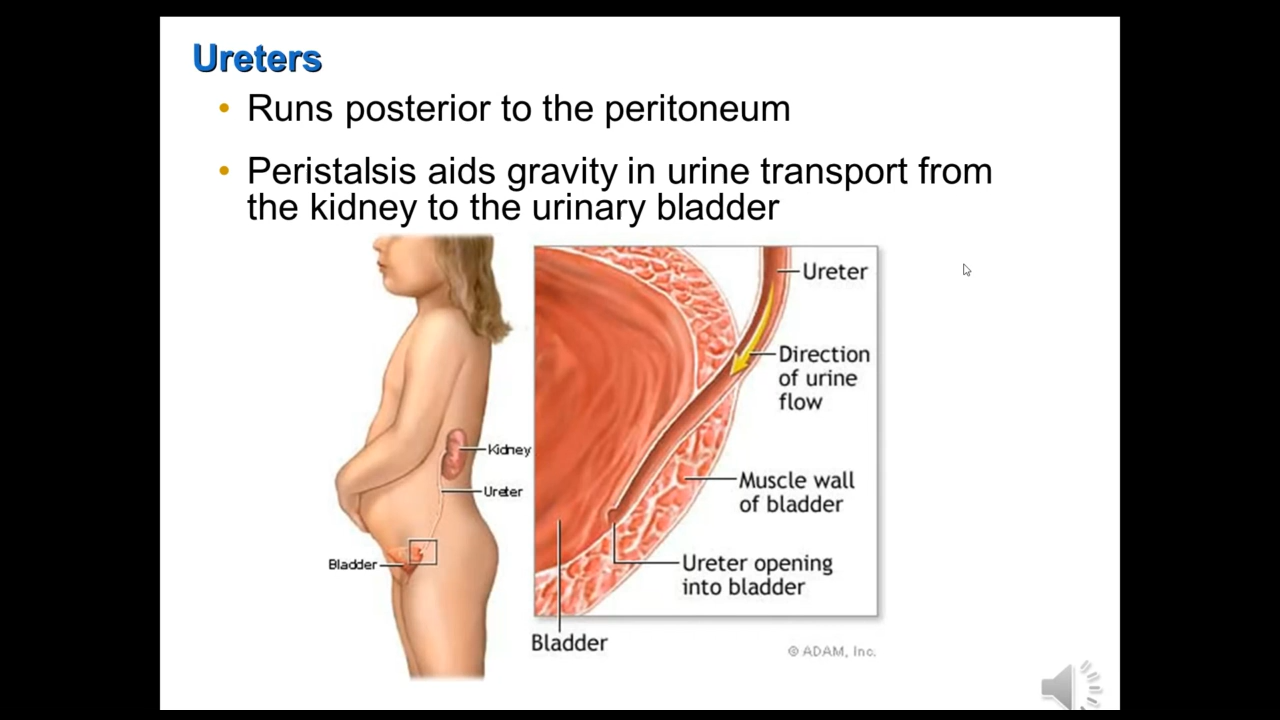 Ureters
• Runs posterior to the peritoneum
• Peristalsis aids gravity in urine transport from
the kidney to the urinary bladder
Kidney
Ureter
Bladder
Ureter
Direction
of urine
flow
Muscle wall
of bladder
Ureter opening
into bladder
Bladder
© ADAM, Inc.